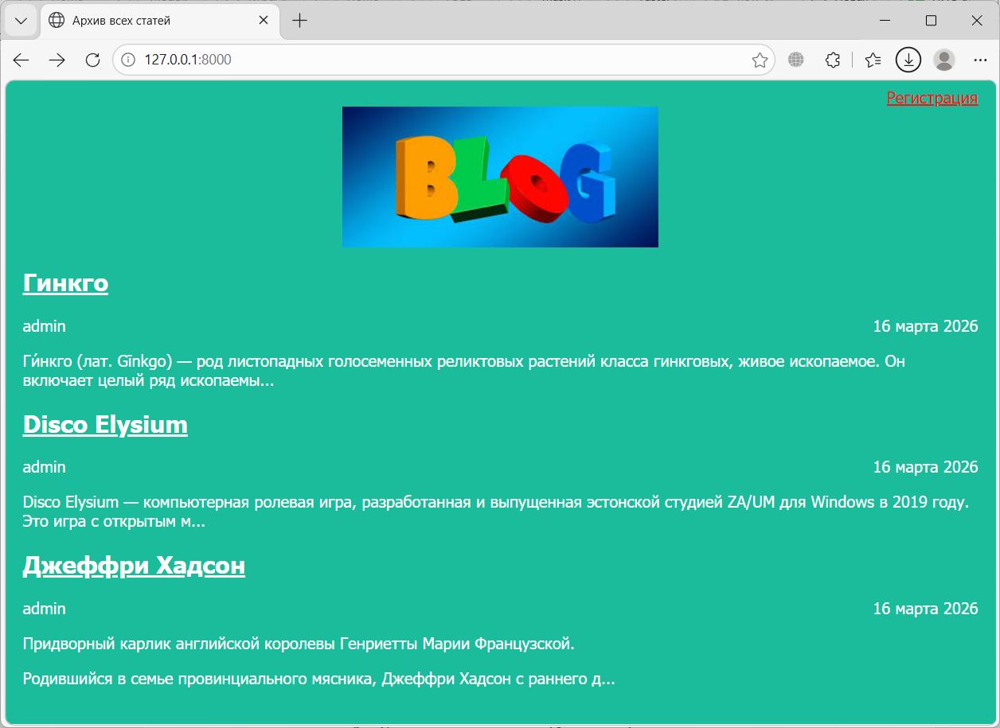 Архив всех статей
127.0.0.1:8000
Регистрация
BLOG
Гинкго
admin 16 марта 2026
Ги́нкго (лат. Gīnkgo) — род листопадных голосеменных реликтовых растений класса гинкговых, живое ископаемое. Он
включает целый ряд ископаемы...
Disco Elysium
admin 16 марта 2026
Disco Elysium — компьютерная ролевая игра, разработанная и выпущенная эстонской студией ZA/UM для Windows в 2019 году.
Это игра с открытым м...
Джеффри Хадсон
admin 16 марта 2026
Придворный карлик английской королевы Генриетты Марии Французской.
Родившийся в семье провинциального мясника, Джеффри Хадсон с раннего д...